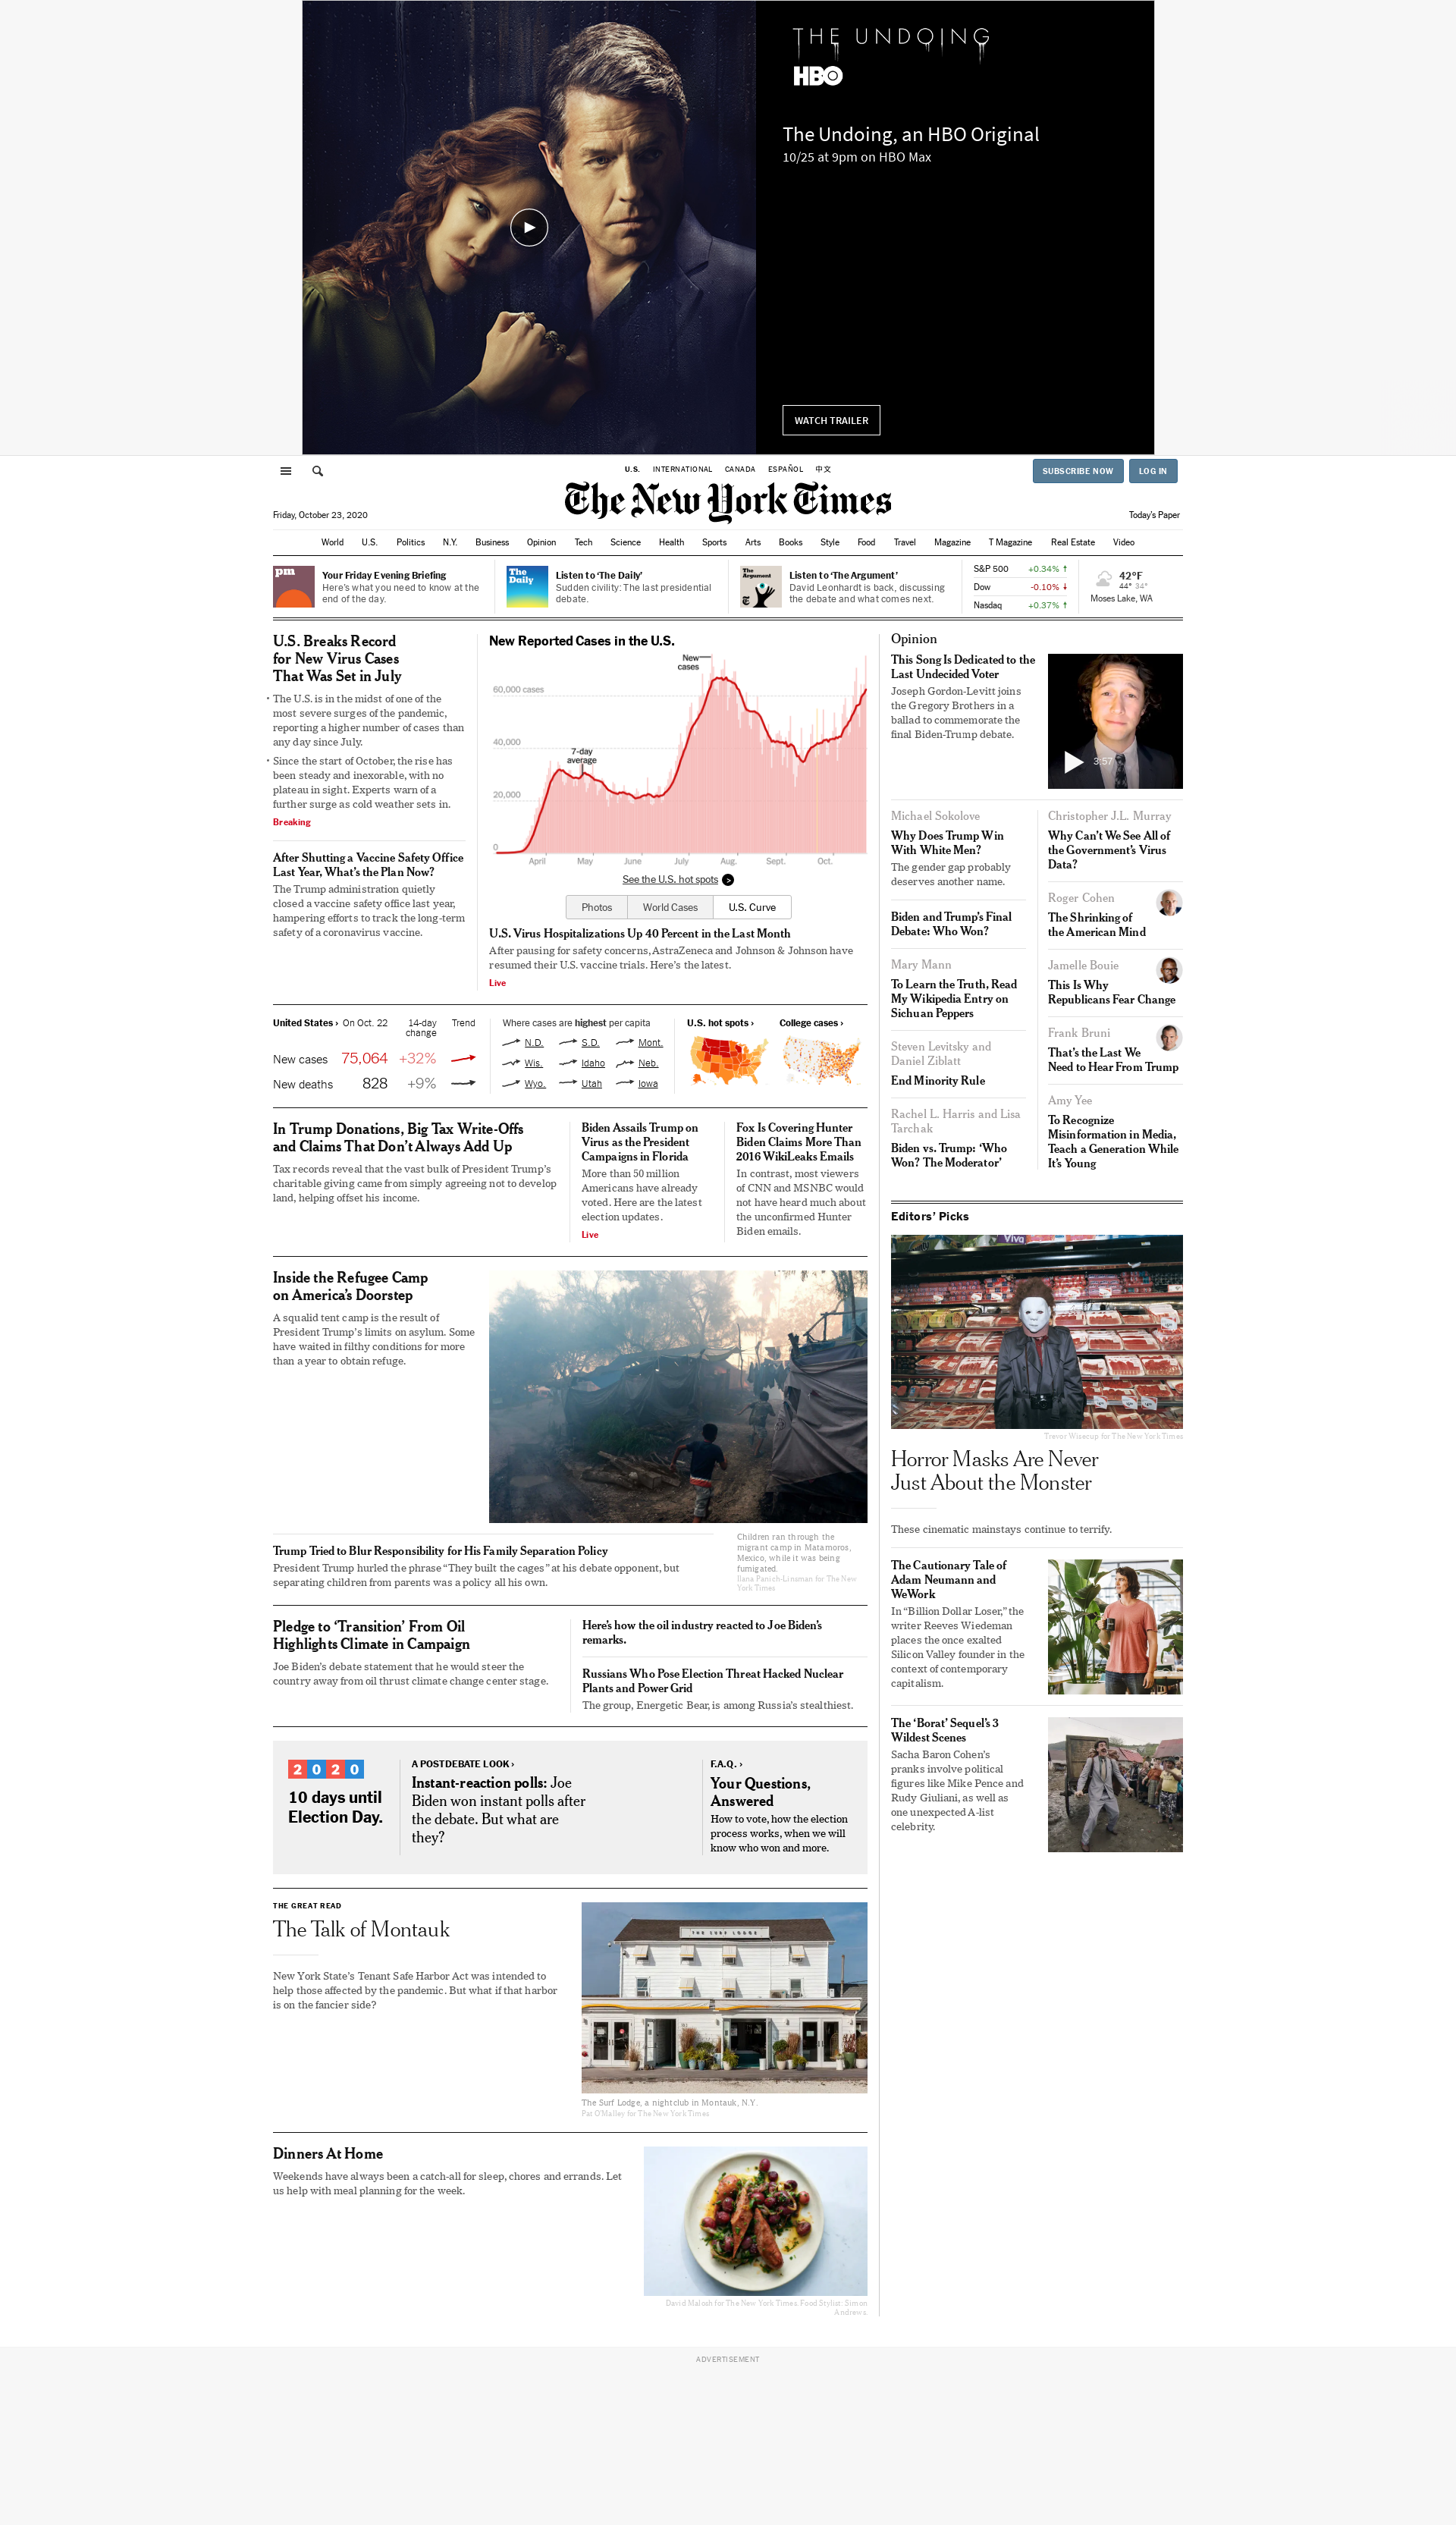 THE UNDOING
HBO
The Undoing, an HBO Original
10/25 at 9pm on HBO Max
WATCH TRAILER
U.S. INTERNATIONAL CANADA ESPAÑOL 中文
SUBSCRIBE NOW LOG IN
The New York Times
Friday, October 23, 2020
Today's Paper
World U.S. Politics N.Y. Business Opinion Tech Science Health Sports Arts Books Style Food Travel Magazine T Magazine Real Estate Video
pm
Your Friday Evening Briefing
Here's what you need to know at the
end of the day.
The
Daily
Listen to 'The Daily'
Sudden civility: The last presidential
debate.
The
Argument
Listen to 'The Argument'
David Leonhardt is back, discussing
the debate and what comes next.
S&P 500 +0.34% ↑
Dow -0.10% ↓
Nasdaq +0.37% ↑
42°F
44° 34°
Moses Lake, WA
U.S. Breaks Record
for New Virus Cases
That Was Set in July
• The U.S. is in the midst of one of the
most severe surges of the pandemic,
reporting a higher number of cases than
any day since July.
• Since the start of October, the rise has
been steady and inexorable, with no
plateau in sight. Experts warn of a
further surge as cold weather sets in.
Breaking
After Shutting a Vaccine Safety Office
Last Year, What's the Plan Now?
The Trump administration quietly
closed a vaccine safety office last year,
hampering efforts to track the long-term
safety of a coronavirus vaccine.
New Reported Cases in the U.S.
New
cases
60,000 cases
40,000
7-day
average
20,000
0
April May June July Aug. Sept. Oct.
See the U.S. hot spots >
Photos World Cases U.S. Curve
U.S. Virus Hospitalizations Up 40 Percent in the Last Month
After pausing for safety concerns, AstraZeneca and Johnson & Johnson have
resumed their U.S. vaccine trials. Here's the latest.
Live
United States › On Oct. 22 14-day
change
Trend
New cases 75,064 +32%
New deaths 828 +9%
Where cases are highest per capita
N.D. S.D. Mont.
Wis. Idaho Neb.
Wyo. Utah Iowa
U.S. hot spots ›
College cases ›
In Trump Donations, Big Tax Write-Offs
and Claims That Don't Always Add Up
Tax records reveal that the vast bulk of President Trump's
charitable giving came from simply agreeing not to develop
land, helping offset his income.
Biden Assails Trump on
Virus as the President
Campaigns in Florida
More than 50 million
Americans have already
voted. Here are the latest
election updates.
Live
Fox Is Covering Hunter
Biden Claims More Than
2016 WikiLeaks Emails
In contrast, most viewers
of CNN and MSNBC would
not have heard much about
the unconfirmed Hunter
Biden emails.
Inside the Refugee Camp
on America's Doorstep
A squalid tent camp is the result of
President Trump's limits on asylum. Some
have waited in filthy conditions for more
than a year to obtain refuge.
Children ran through the
migrant camp in Matamoros,
Mexico, while it was being
fumigated.
Ilana Panich-Linsman for The New
York Times
Trump Tried to Blur Responsibility for His Family Separation Policy
President Trump hurled the phrase “They built the cages” at his debate opponent, but
separating children from parents was a policy all his own.
Pledge to 'Transition' From Oil
Highlights Climate in Campaign
Joe Biden's debate statement that he would steer the
country away from oil thrust climate change center stage.
Here's how the oil industry reacted to Joe Biden's
remarks.
Russians Who Pose Election Threat Hacked Nuclear
Plants and Power Grid
The group, Energetic Bear, is among Russia's stealthiest.
2020
10 days until
Election Day.
A POSTDEBATE LOOK ›
Instant-reaction polls: Joe
Biden won instant polls after
the debate. But what are
they?
F.A.Q. ›
Your Questions,
Answered
How to vote, how the election
process works, when we will
know who won and more.
THE GREAT READ
The Talk of Montauk
New York State's Tenant Safe Harbor Act was intended to
help those affected by the pandemic. But what if that harbor
is on the fancier side?
THE SURF LODGE
The Surf Lodge, a nightclub in Montauk, N.Y.
Pat O'Malley for The New York Times
Dinners At Home
Weekends have always been a catch-all for sleep, chores and errands. Let
us help with meal planning for the week.
David Malosh for The New York Times. Food Stylist: Simon
Andrews.
Opinion
This Song Is Dedicated to the
Last Undecided Voter
Joseph Gordon-Levitt joins
the Gregory Brothers in a
ballad to commemorate the
final Biden-Trump debate.
3:57
Michael Sokolove
Why Does Trump Win
With White Men?
The gender gap probably
deserves another name.
Biden and Trump's Final
Debate: Who Won?
Mary Mann
To Learn the Truth, Read
My Wikipedia Entry on
Sichuan Peppers
Steven Levitsky and
Daniel Ziblatt
End Minority Rule
Rachel L. Harris and Lisa
Tarchak
Biden vs. Trump: 'Who
Won? The Moderator'
Christopher J.L. Murray
Why Can't We See All of
the Government's Virus
Data?
Roger Cohen
The Shrinking of
the American Mind
Jamelle Bouie
This Is Why
Republicans Fear Change
Frank Bruni
That's the Last We
Need to Hear From Trump
Amy Yee
To Recognize
Misinformation in Media,
Teach a Generation While
It's Young
Editors' Picks
Viva
Trevor Wisecup for The New York Times
Horror Masks Are Never
Just About the Monster
These cinematic mainstays continue to terrify.
The Cautionary Tale of
Adam Neumann and
WeWork
In “Billion Dollar Loser,” the
writer Reeves Wiedeman
places the once exalted
Silicon Valley founder in the
context of contemporary
capitalism.
The 'Borat' Sequel's 3
Wildest Scenes
Sacha Baron Cohen's
pranks involve political
figures like Mike Pence and
Rudy Giuliani, as well as
one unexpected A-list
celebrity.
ADVERTISEMENT